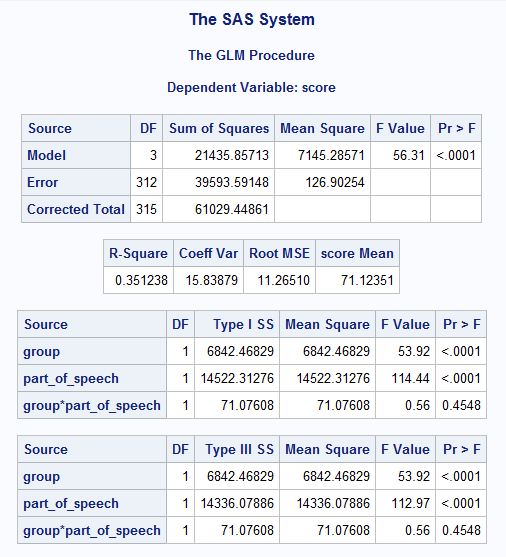 The SAS System
The GLM Procedure
Dependent Variable: score
Source DF Sum of Squares Mean Square F Value Pr > F
Model 3 21435.85713 7145.28571 56.31 <.0001
Error 312 39593.59148 126.90254
Corrected Total 315 61029.44861
R-Square Coeff Var Root MSE score Mean
0.351238 15.83879 11.26510 71.12351
Source DF Type I SS Mean Square F Value Pr > F
group 1 6842.46829 6842.46829 53.92 <.0001
part_of_speech 1 14522.31276 14522.31276 114.44 <.0001
group*part_of_speech 1 71.07608 71.07608 0.56 0.4548
Source DF Type III SS Mean Square F Value Pr > F
group 1 6842.46829 6842.46829 53.92 <.0001
part_of_speech 1 14336.07886 14336.07886 112.97 <.0001
group*part_of_speech 1 71.07608 71.07608 0.56 0.4548